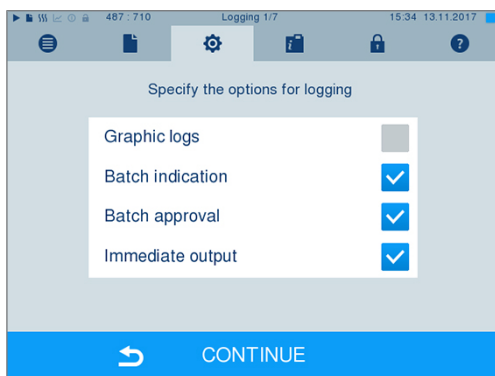 487 : 710 Logging 1/7 15:34 13.11.2017
Specify the options for logging
Graphic logs
Batch indication
Batch approval
Immediate output
CONTINUE